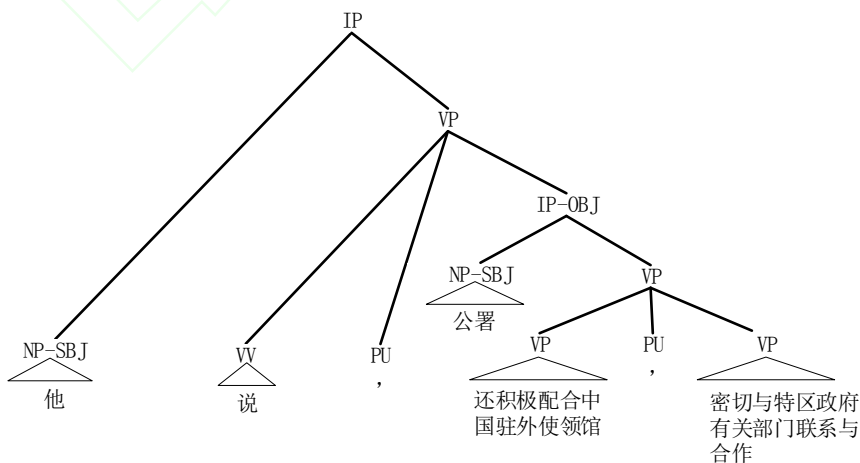 IP
VP
IP-OBJ
NP-SBJ
VP
公署
NP-SBJ
VV
PU
VP
PU
VP
他
说
，
还积极配合中
国驻外使领馆
，
密切与特区政府
有关部门联系与
合作